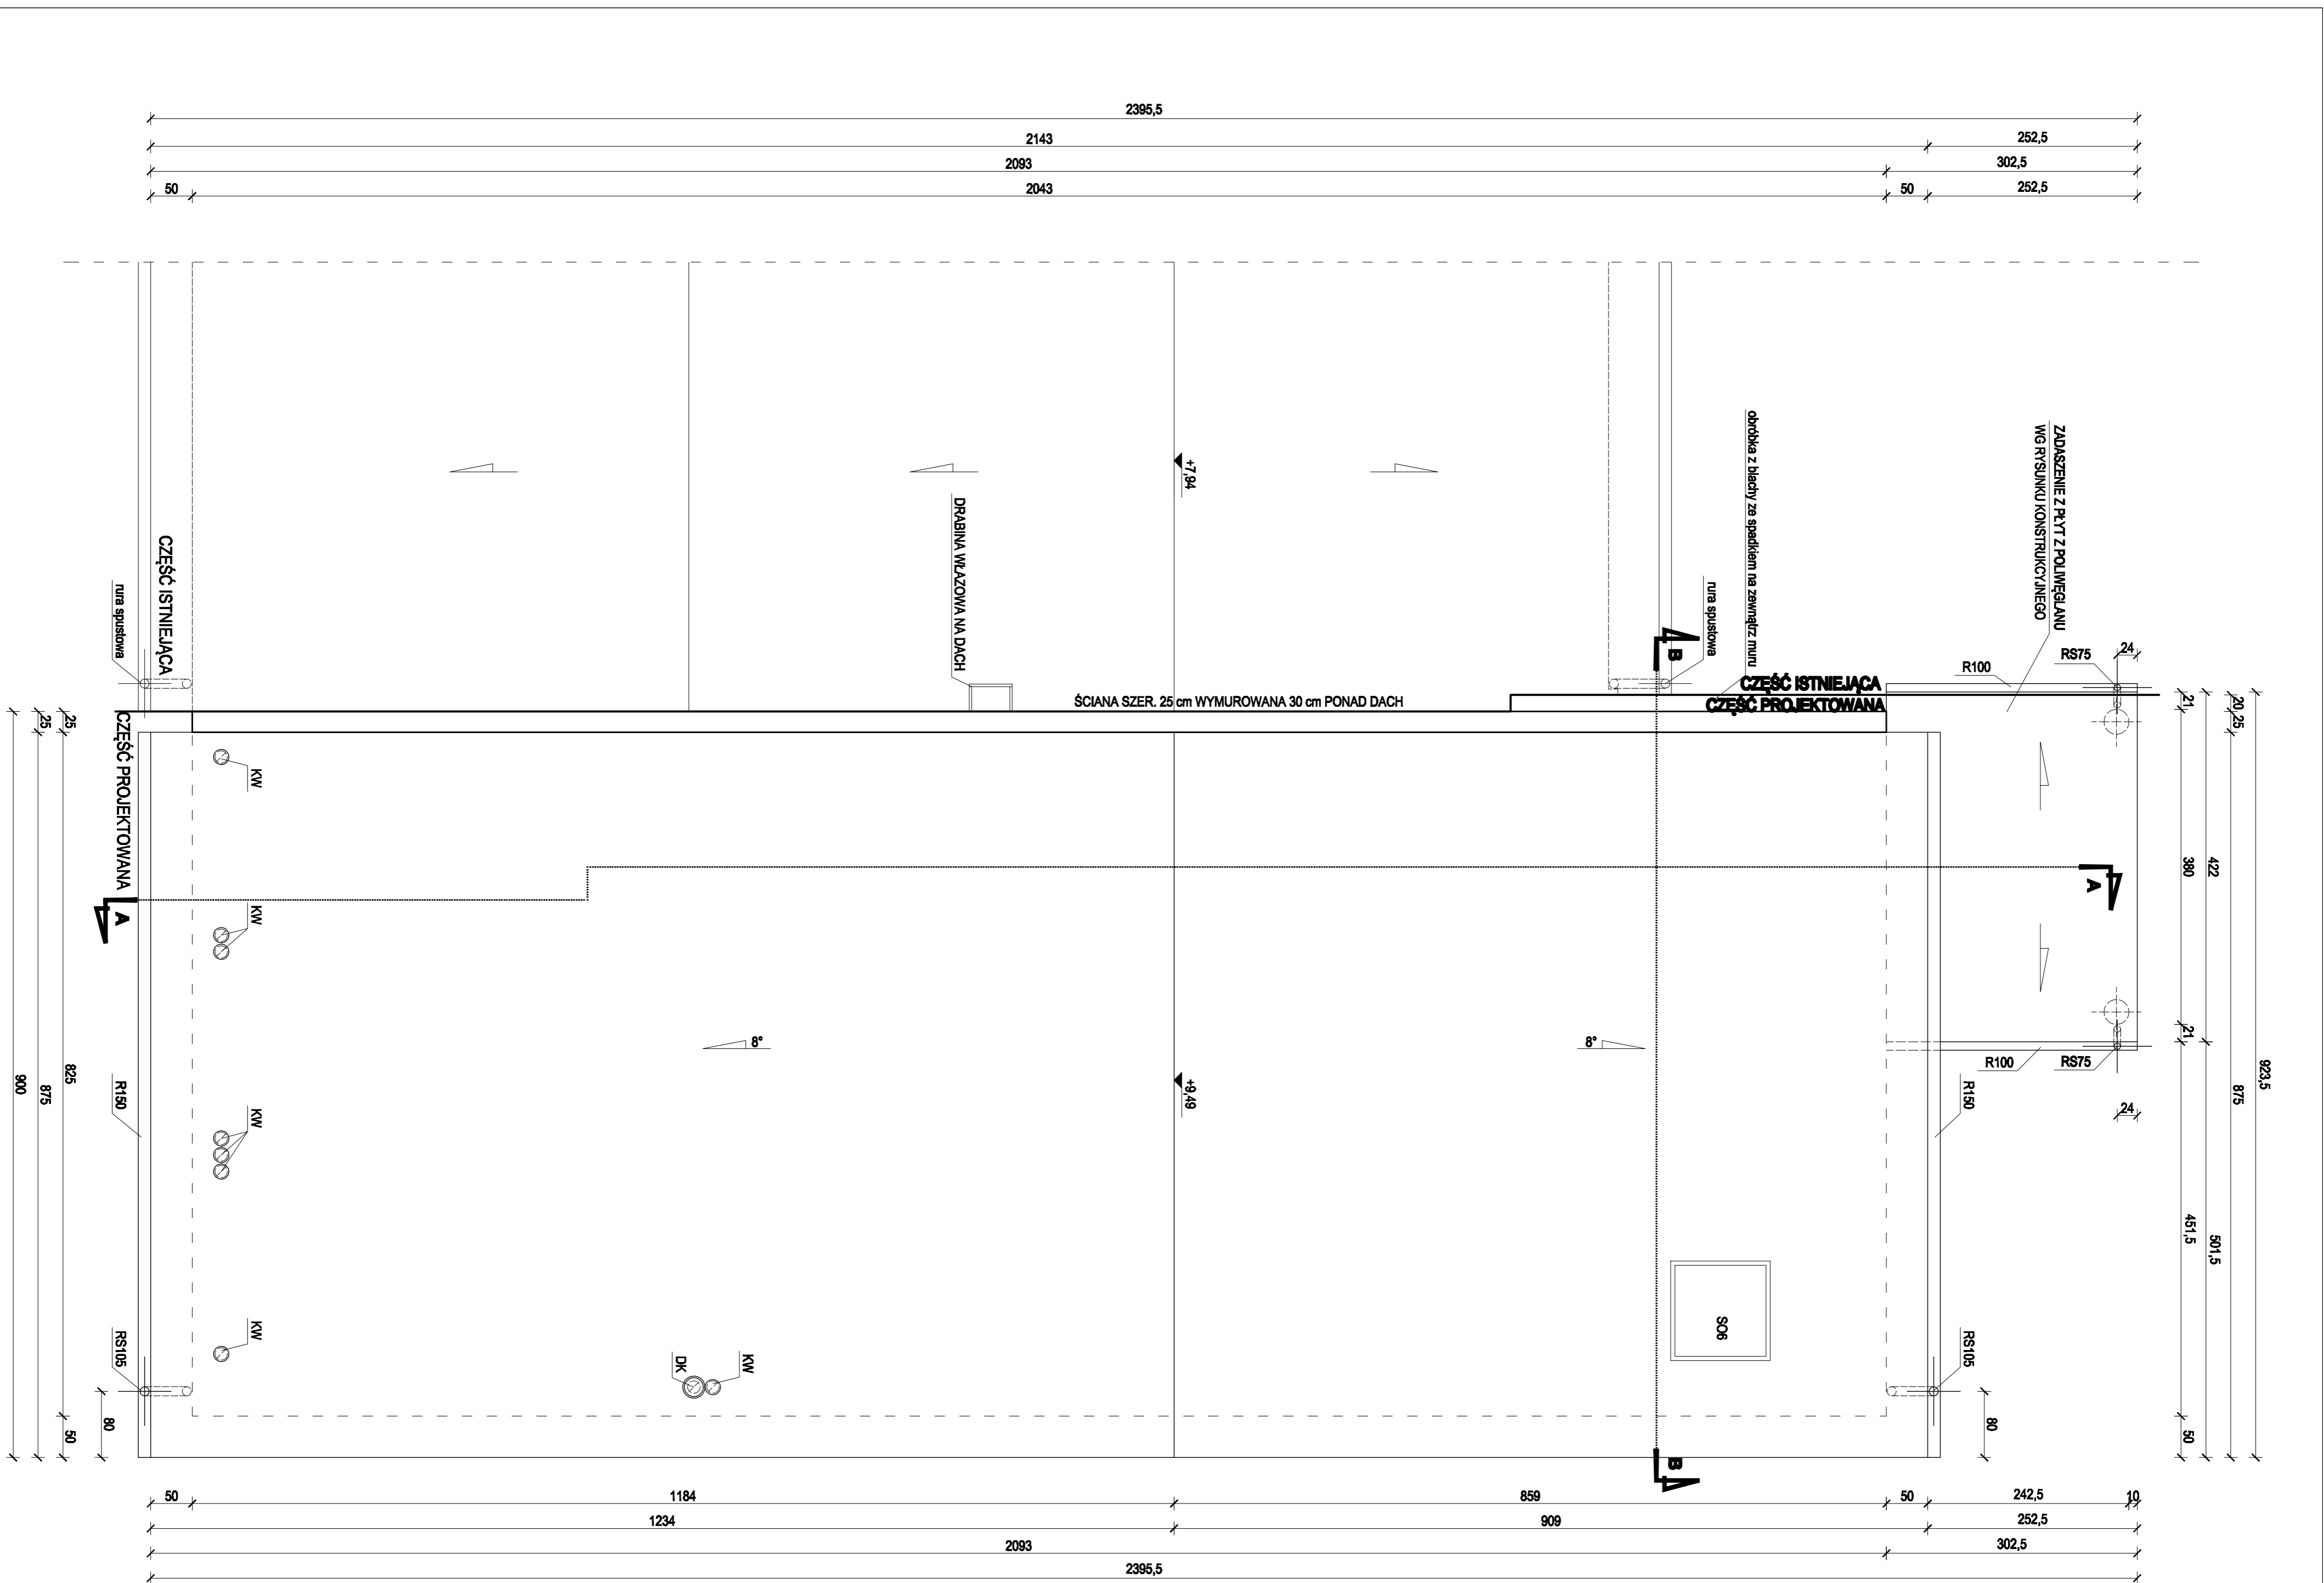 2395,5
2143
252,5
2093
302,5
50
2043
50
252,5
+7,94
DRABINA WŁAZOWA NA DACH
obróbka z blachy ze spadkiem na zewnątrz muru
ZADASZENIE Z PŁYT Z POLIWĘGLANU
WG RYSUNKU KONSTRUKCYJNEGO
rura spustowa
CZĘŚĆ ISTNIEJĄCA
rura spustowa
B
R100
RS75
24
CZĘŚĆ ISTNIEJĄCA
CZĘŚĆ PROJEKTOWANA
ŚCIANA SZER. 25 cm WYMUROWANA 30 cm PONAD DACH
CZĘŚĆ PROJEKTOWANA
25
25
21
20
25
KW
380
422
A
A
KW
8°
8°
21
R100
RS75
24
923,5
875
+9,49
R150
R150
KW
825
875
900
451,5
501,5
SO6
KW
RS105
DK
KW
RS105
80
50
80
50
B
50
1184
859
50
242,5
10
1234
909
252,5
2093
302,5
2395,5